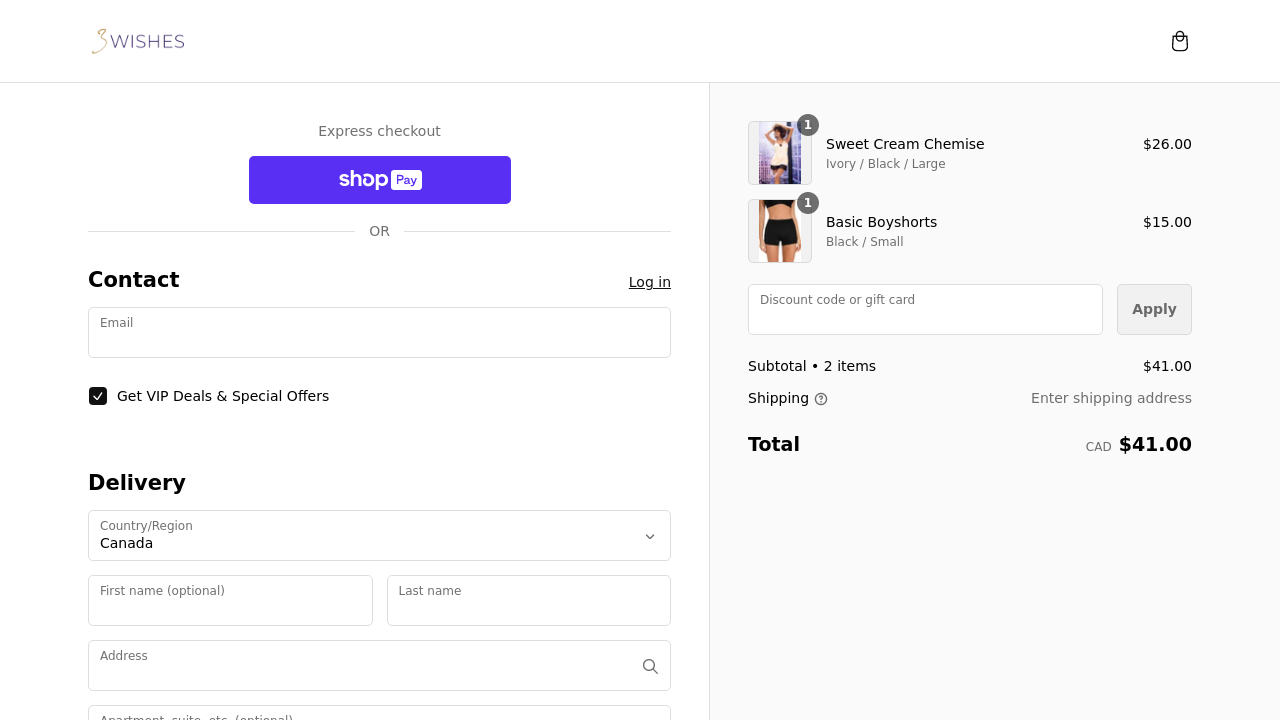 3WISHES
Express checkout
shop Pay
OR
Contact
Log in
Email
Get VIP Deals & Special Offers
Delivery
Country/Region
Canada
First name (optional)
Last name
Address
Apartment, suite, etc. (optional)
1
Sweet Cream Chemise
$26.00
Ivory / Black / Large
1
Basic Boyshorts
$15.00
Black / Small
Discount code or gift card
Apply
Subtotal • 2 items
$41.00
Shipping
Enter shipping address
Total
CAD $41.00